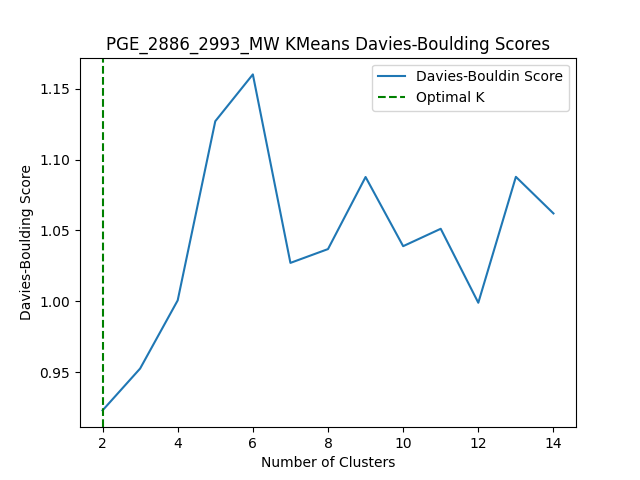 PGE_2886_2993_MW KMeans Davies-Boulding Scores
Davies-Bouldin Score
Optimal K
Davies-Boulding Score
1.15
1.10
1.05
1.00
0.95
2 4 6 8 10 12 14
Number of Clusters